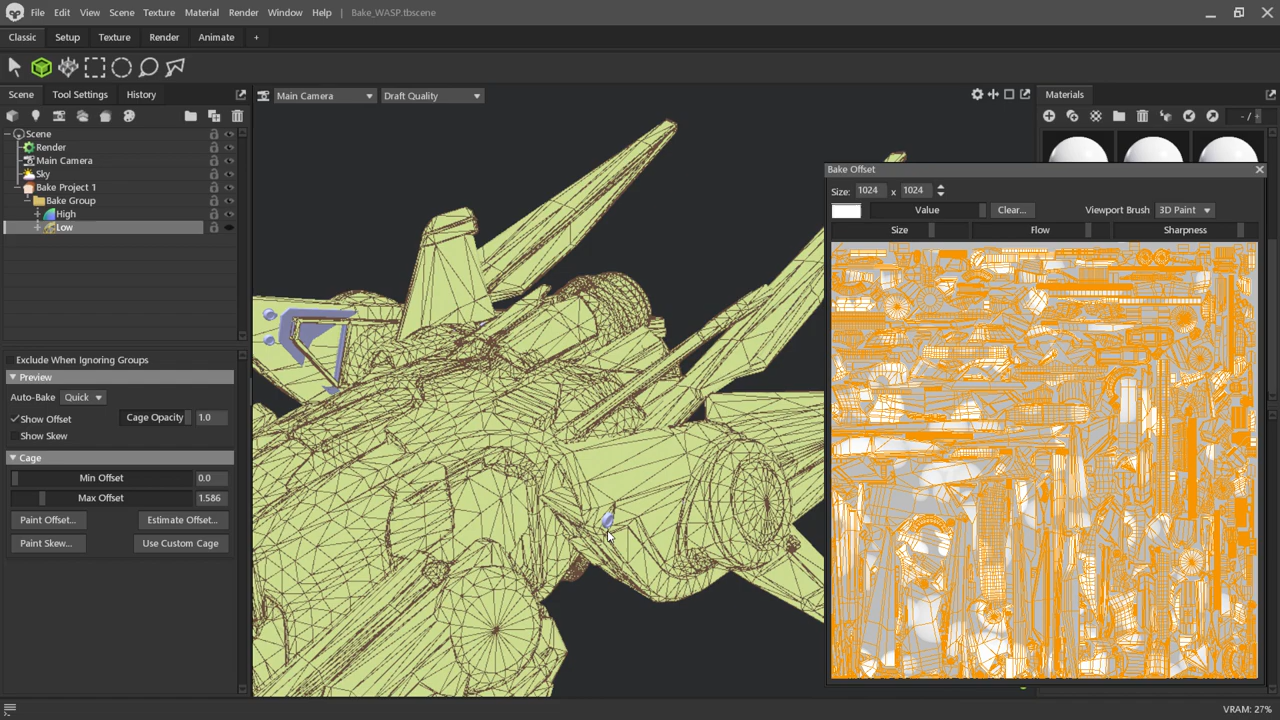 File Edit View Scene Texture Material Render Window Help Bake_WASP.tbscene
Classic Setup Texture Render Animate +
Scene Tool Settings History
Main Camera Draft Quality
Materials
- /
Scene
Render
Main Camera
Sky
Bake Project 1
Bake Group
High
Low
Bake Offset
Size: 1024 x 1024
Value Clear... Viewport Brush 3D Paint
Size Flow Sharpness
Exclude When Ignoring Groups
Preview
Auto-Bake Quick
Show Offset Cage Opacity 1.0
Show Skew
Cage
Min Offset 0.0
Max Offset 1.586
Paint Offset... Estimate Offset...
Paint Skew... Use Custom Cage
VRAM: 27%